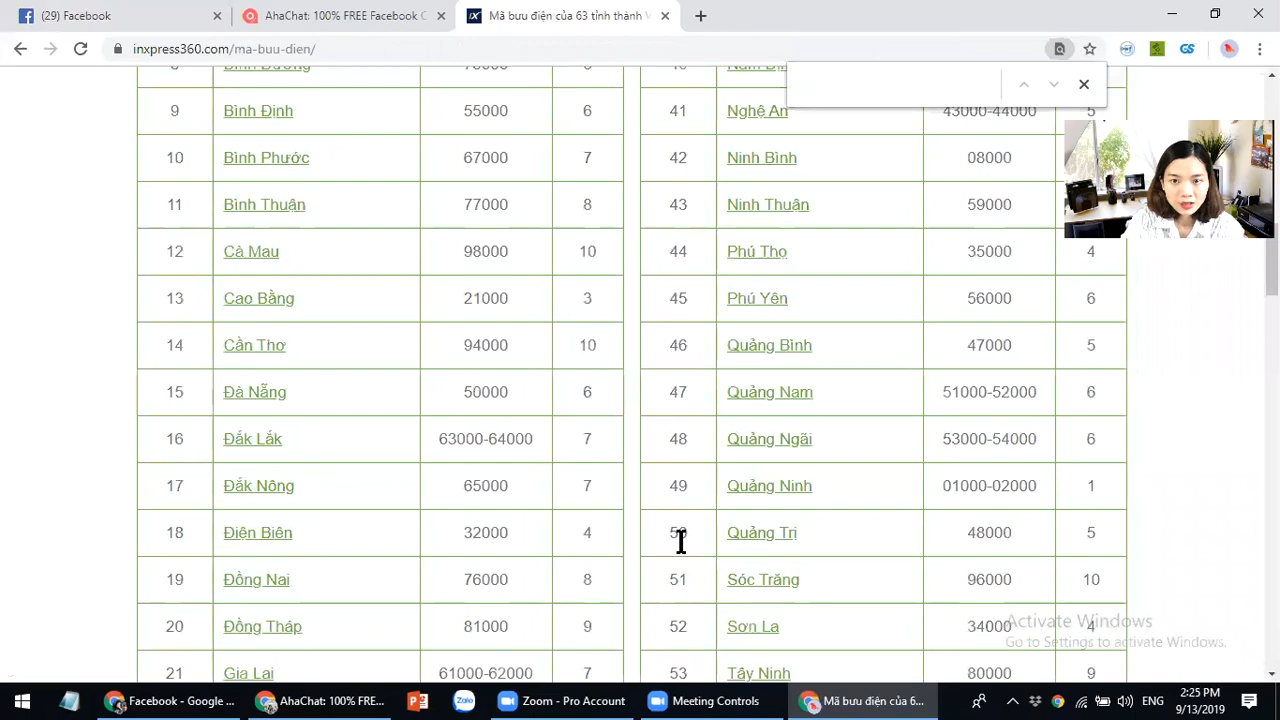 (29) Facebook
AhaChat: 100% FREE Facebook C
Mã bưu điện của 63 tỉnh thành V
inxpress360.com/ma-buu-dien/
9 Bình Định 55000 6 41 Nghệ An 43000-44000 5
10 Bình Phước 67000 7 42 Ninh Bình 08000
11 Bình Thuận 77000 8 43 Ninh Thuận 59000
12 Cà Mau 98000 10 44 Phú Thọ 35000 4
13 Cao Bằng 21000 3 45 Phú Yên 56000 6
14 Cần Thơ 94000 10 46 Quảng Bình 47000 5
15 Đà Nẵng 50000 6 47 Quảng Nam 51000-52000 6
16 Đắk Lắk 63000-64000 7 48 Quảng Ngãi 53000-54000 6
17 Đắk Nông 65000 7 49 Quảng Ninh 01000-02000 1
18 Điện Biên 32000 4 50 Quảng Trị 48000 5
19 Đồng Nai 76000 8 51 Sóc Trăng 96000 10
20 Đồng Tháp 81000 9 52 Sơn La 34000 4
21 Gia Lai 61000-62000 7 53 Tây Ninh 80000 9
Activate Windows
Go to Settings to activate Windows.
Facebook - Google ...
AhaChat: 100% FRE...
Zalo
Zoom - Pro Account
Meeting Controls
Mã bưu điện của 6...
ENG
2:25 PM
9/13/2019